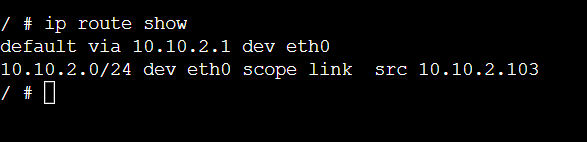 / # ip route show
default via 10.10.2.1 dev eth0
10.10.2.0/24 dev eth0 scope link  src 10.10.2.103
/ #